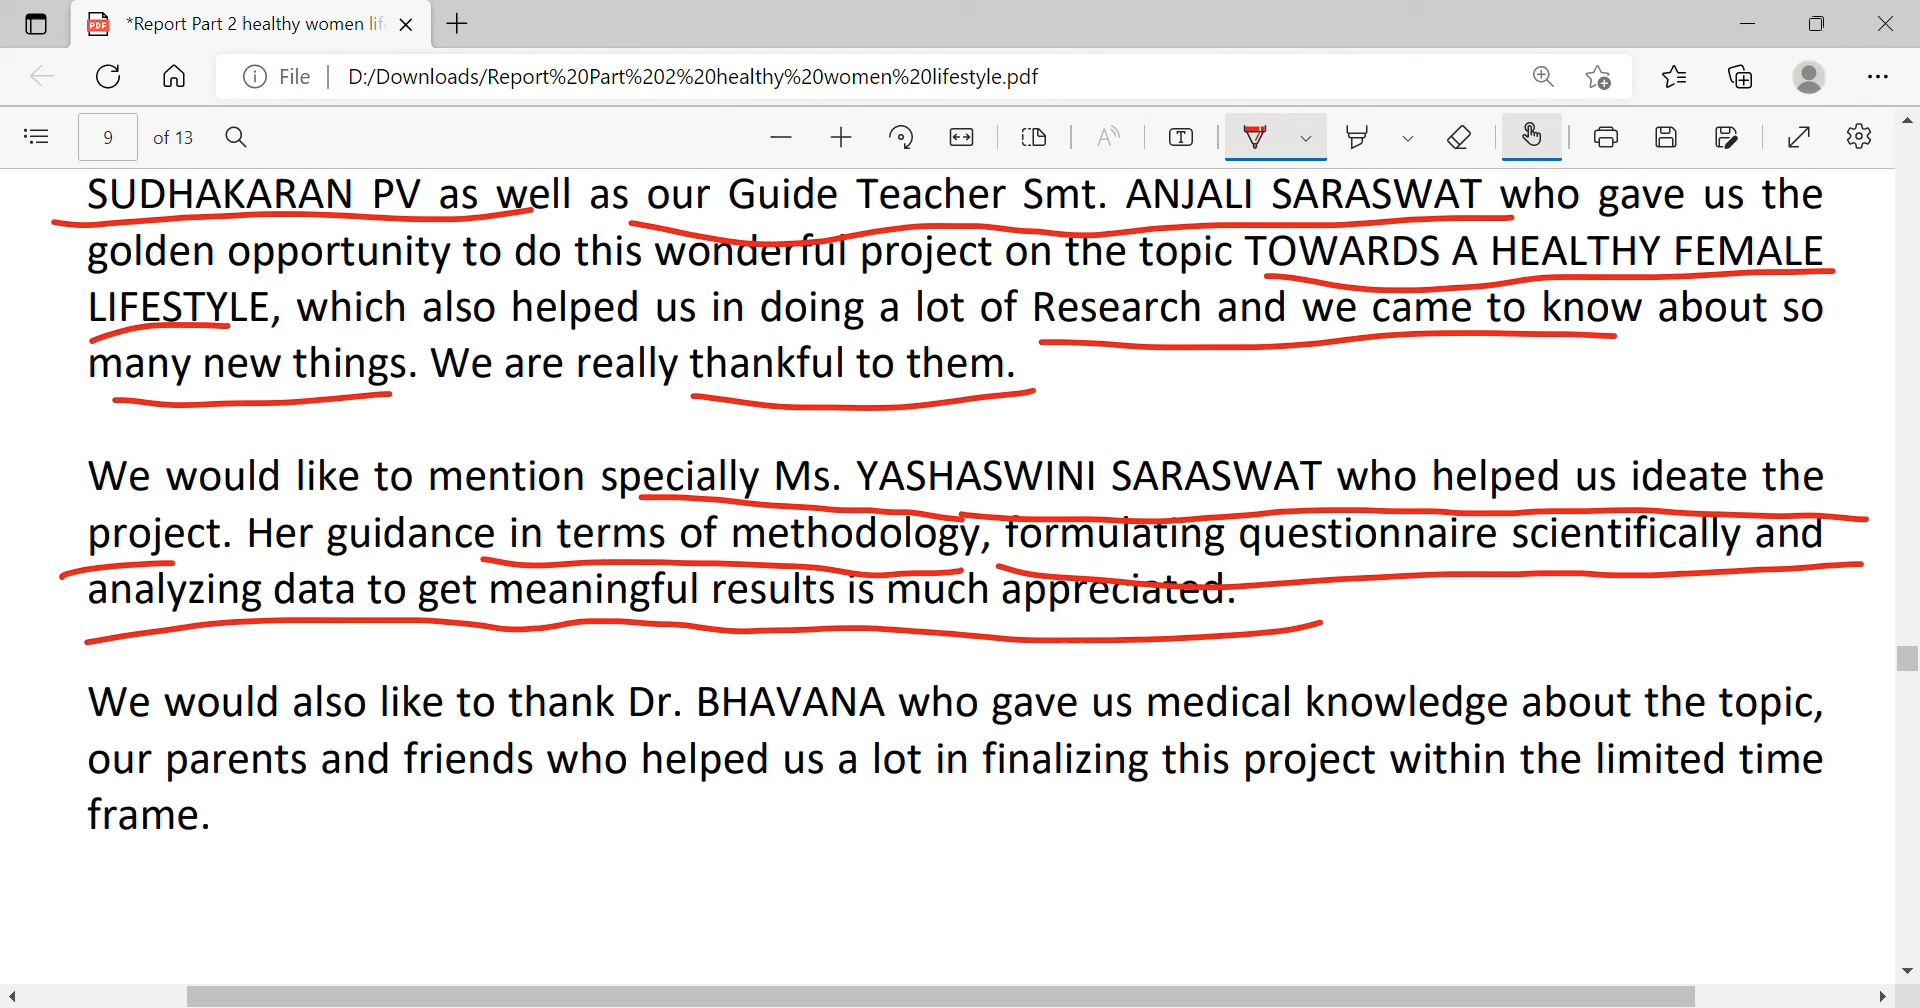 *Report Part 2 healthy women lif
File
D:/Downloads/Report%20Part%202%20healthy%20women%20lifestyle.pdf
9 of 13
SUDHAKARAN PV as well as our Guide Teacher Smt. ANJALI SARASWAT who gave us the
golden opportunity to do this wonderful project on the topic TOWARDS A HEALTHY FEMALE
LIFESTYLE, which also helped us in doing a lot of Research and we came to know about so
many new things. We are really thankful to them.
We would like to mention specially Ms. YASHASWINI SARASWAT who helped us ideate the
project. Her guidance in terms of methodology, formulating questionnaire scientifically and
analyzing data to get meaningful results is much appreciated.
We would also like to thank Dr. BHAVANA who gave us medical knowledge about the topic,
our parents and friends who helped us a lot in finalizing this project within the limited time
frame.